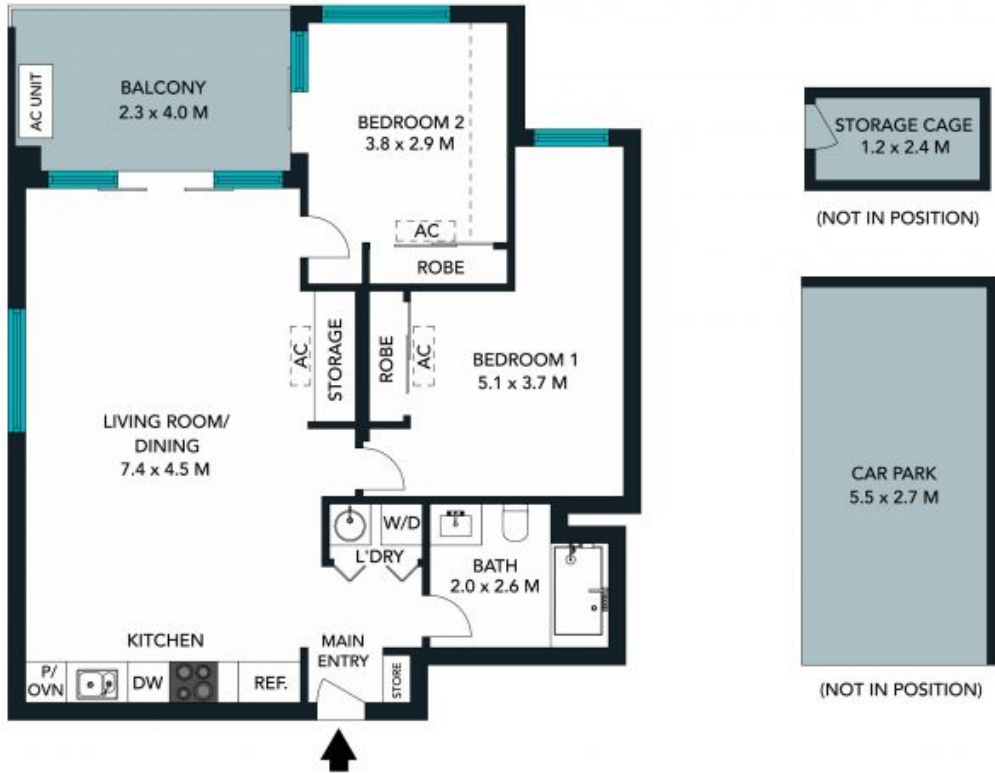 AC UNIT
BALCONY
2.3 x 4.0 M
BEDROOM 2
3.8 x 2.9 M
AC
ROBE
STORAGE CAGE
1.2 x 2.4 M
(NOT IN POSITION)
AC
STORAGE
ROBE
AC
BEDROOM 1
5.1 x 3.7 M
LIVING ROOM/
DINING
7.4 x 4.5 M
CAR PARK
5.5 x 2.7 M
(NOT IN POSITION)
W/D
L'DRY
BATH
2.0 x 2.6 M
KITCHEN
MAIN
ENTRY
P/
OVN
DW
REF.
STORE